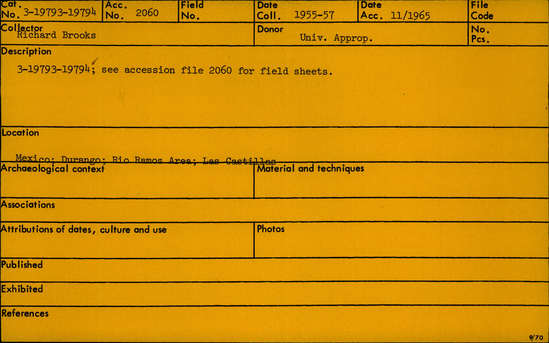 Cat. No. 3-19793-19794 Acc. No. 2060 Field No. Date Coll. 1955-57 Date Acc. 11/1965 File Code
Collector Richard Brooks Donor Univ. Approp. No. Pcs.
Description
3-19793-19794; see accession file 2060 for field sheets.
Location
Mexico; Durango; Rio Ramos Area; Las Castillas
Archaeological context Material and techniques
Associations
Attributions of dates, culture and use Photos
Published
Exhibited
References
9/70